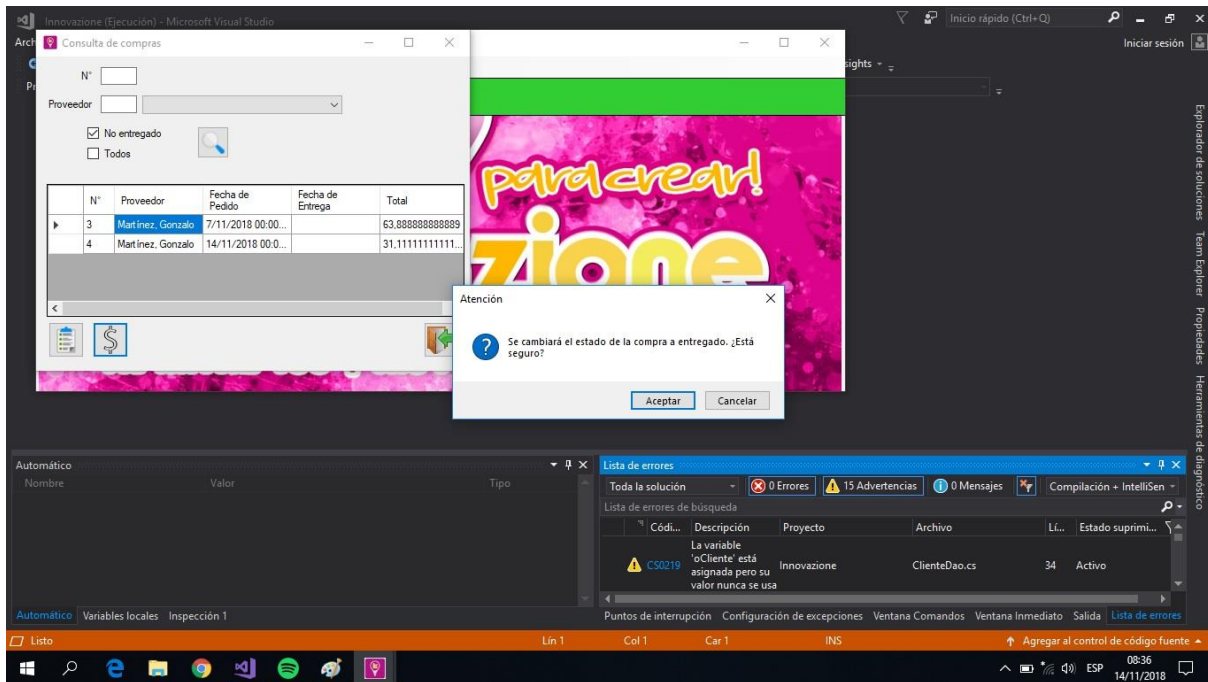 Innovazione (Ejecución) - Microsoft Visual Studio
Inicio rápido (Ctrl+Q)
Arch
Consulta de compras
Iniciar sesión
N°
sights
Pr
Proveedor
No entregado
Todos
N° Proveedor Fecha de Pedido Fecha de Entrega Total
3 Martínez, Gonzalo 7/11/2018 00:00... 63,888888888889
4 Martínez, Gonzalo 14/11/2018 00:0... 31,11111111111...
para crear!
zione
Atención
Se cambiará el estado de la compra a entregado. ¿Está
seguro?
Aceptar Cancelar
Explorador de soluciones
Team Explorer
Propiedades
Herramientas de diagnóstico
Automático
Nombre Valor Tipo
Lista de errores
Toda la solución 0 Errores 15 Advertencias 0 Mensajes Compilación + IntelliSen
Lista de errores de búsqueda
Códi... Descripción Proyecto Archivo Lí... Estado suprimi...
CS0219 La variable 'oCliente' está asignada pero su valor nunca se usa Innovazione ClienteDao.cs 34 Activo
Automático Variables locales Inspección 1
Puntos de interrupción Configuración de excepciones Ventana Comandos Ventana Inmediato Salida Lista de errores
Listo Lín 1 Col 1 Car 1 INS Agregar al control de código fuente
ESP 08:36
14/11/2018